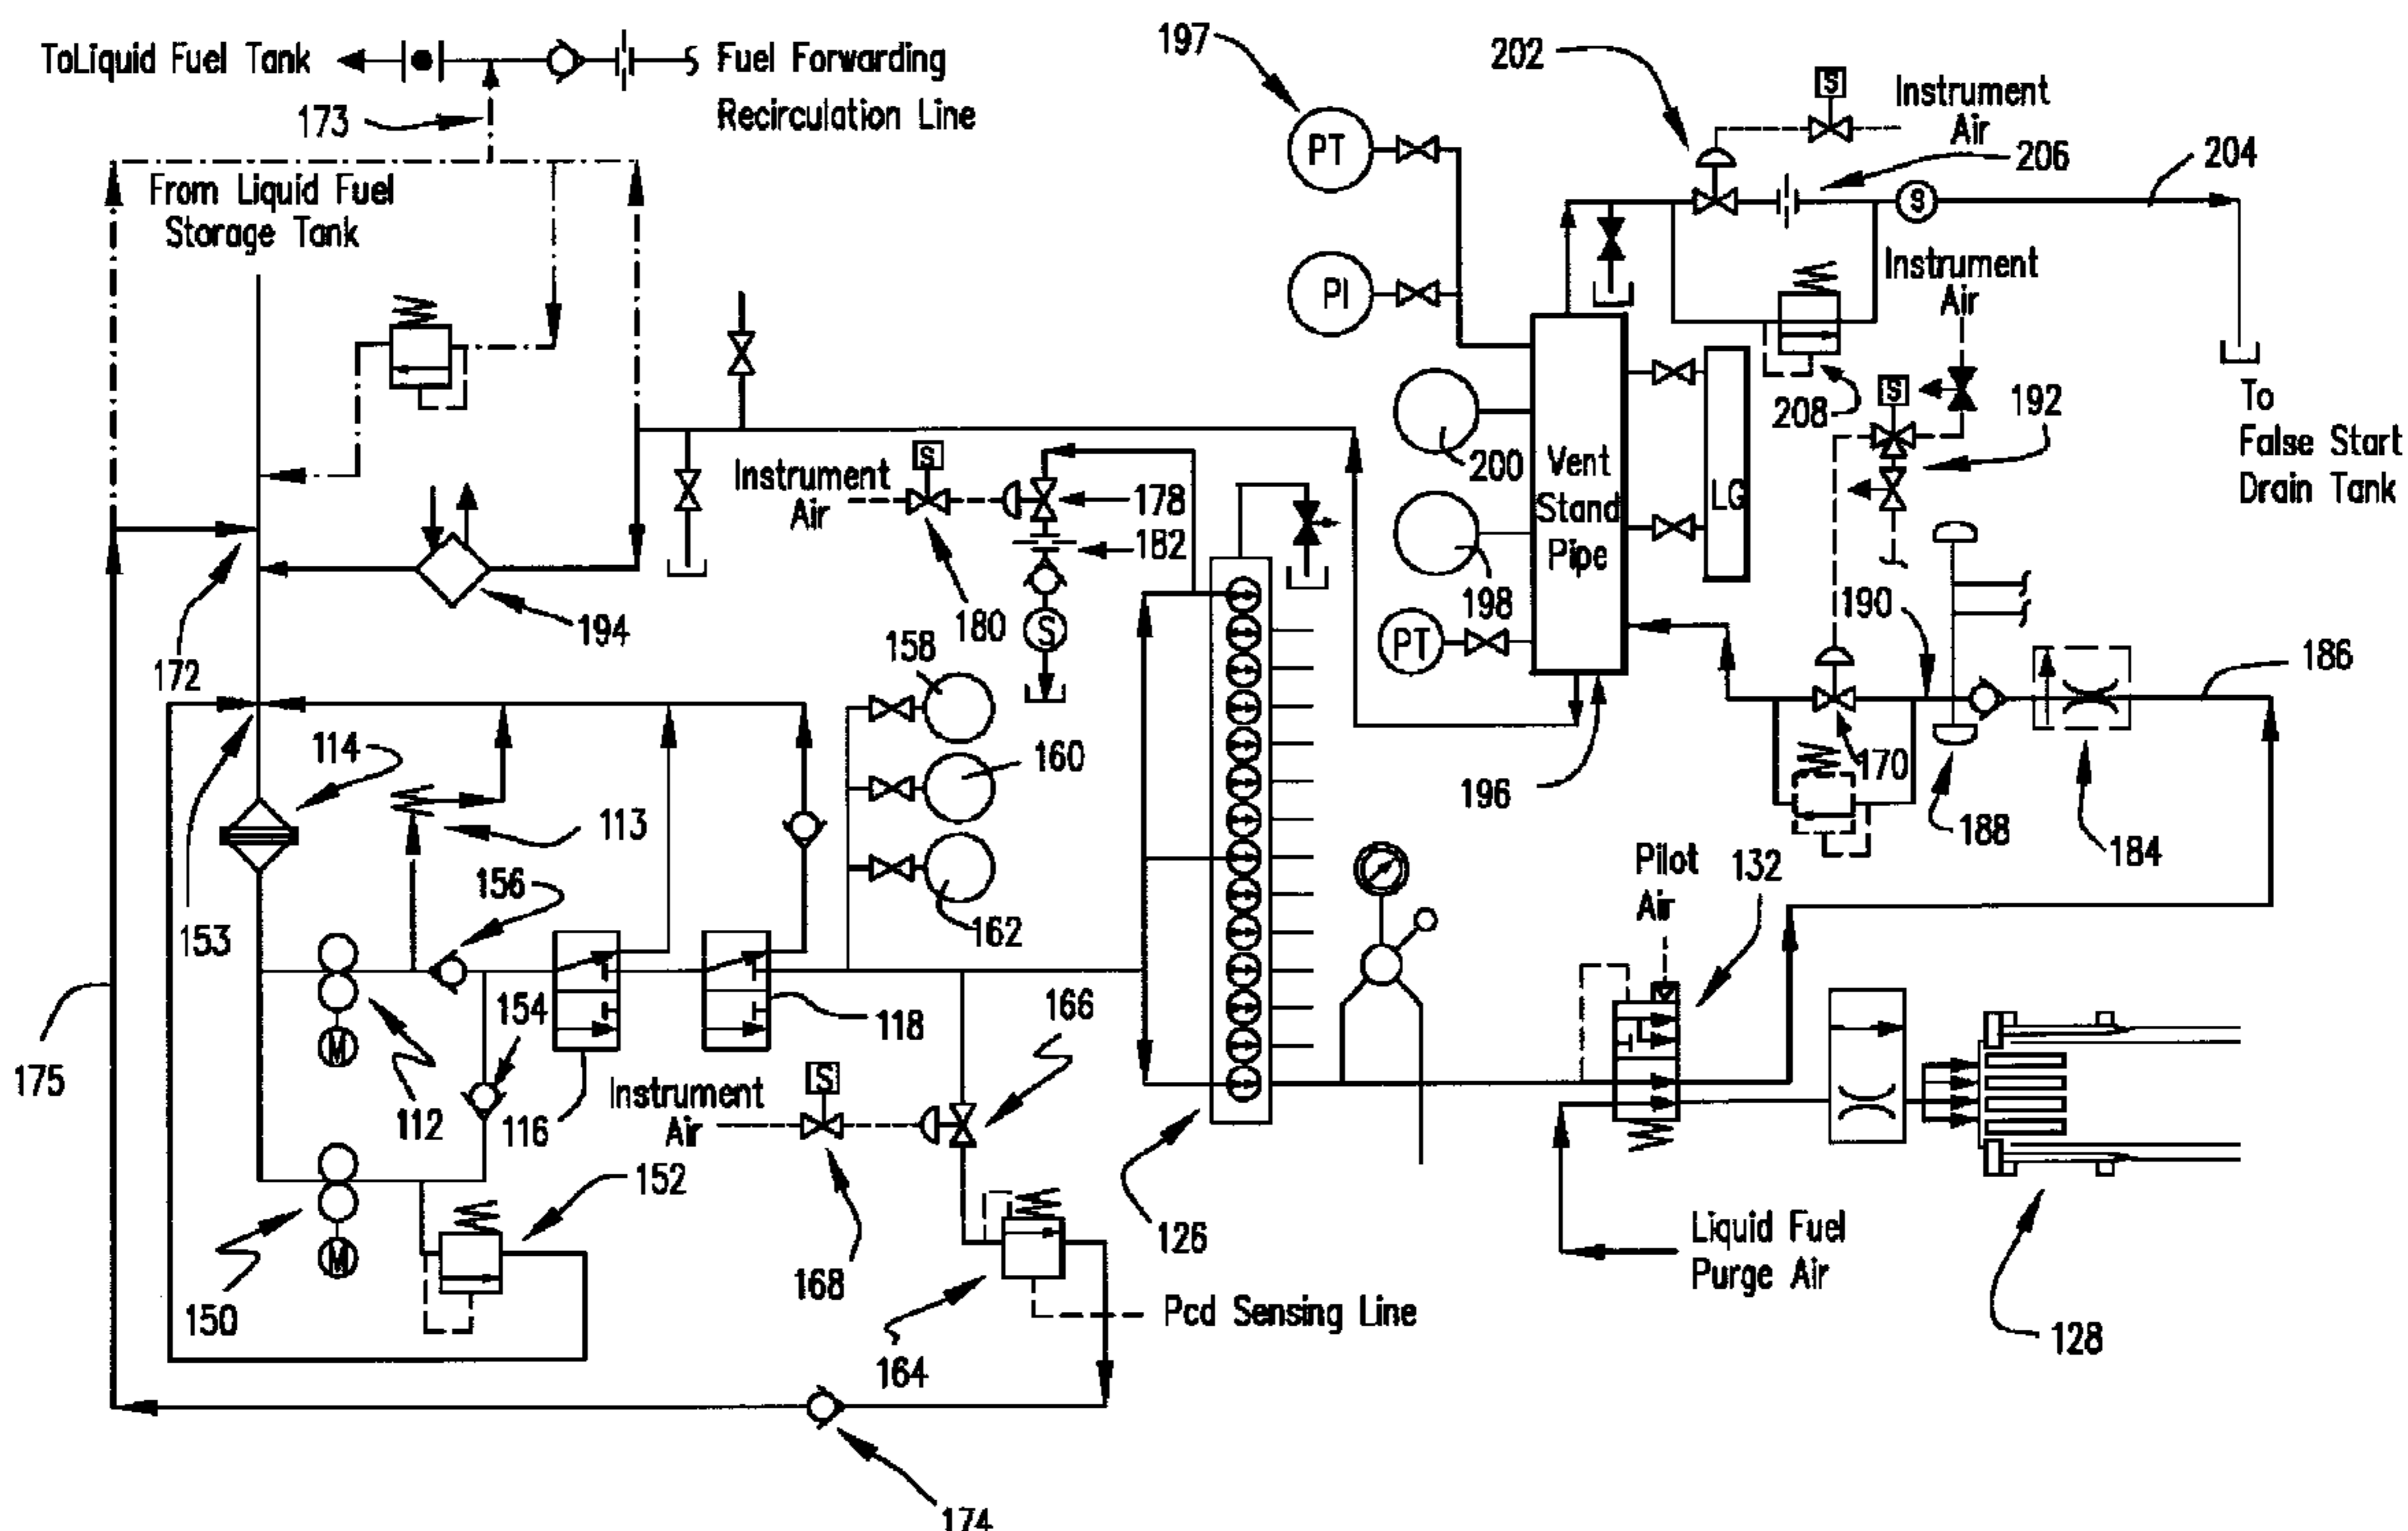 197
202
S
Instrument
Air
ToLiquid Fuel Tank
Fuel Forwarding
Recirculation Line
173
PT
206
204
From Liquid Fuel
Storage Tank
S
Instrument
Air
PI
S
192
208
To
False Start
Drain Tank
200
Vent
Stand
Pipe
LG
Instrument
Air
S
178
182
180
S
194
198
190
172
158
PT
186
114
160
196
170
188
184
113
153
156
162
Pilot
Air
132
175
M
112
154
116
118
166
Instrument
Air
S
152
150
M
168
126
Liquid Fuel
Purge Air
Pcd Sensing Line
164
128
174